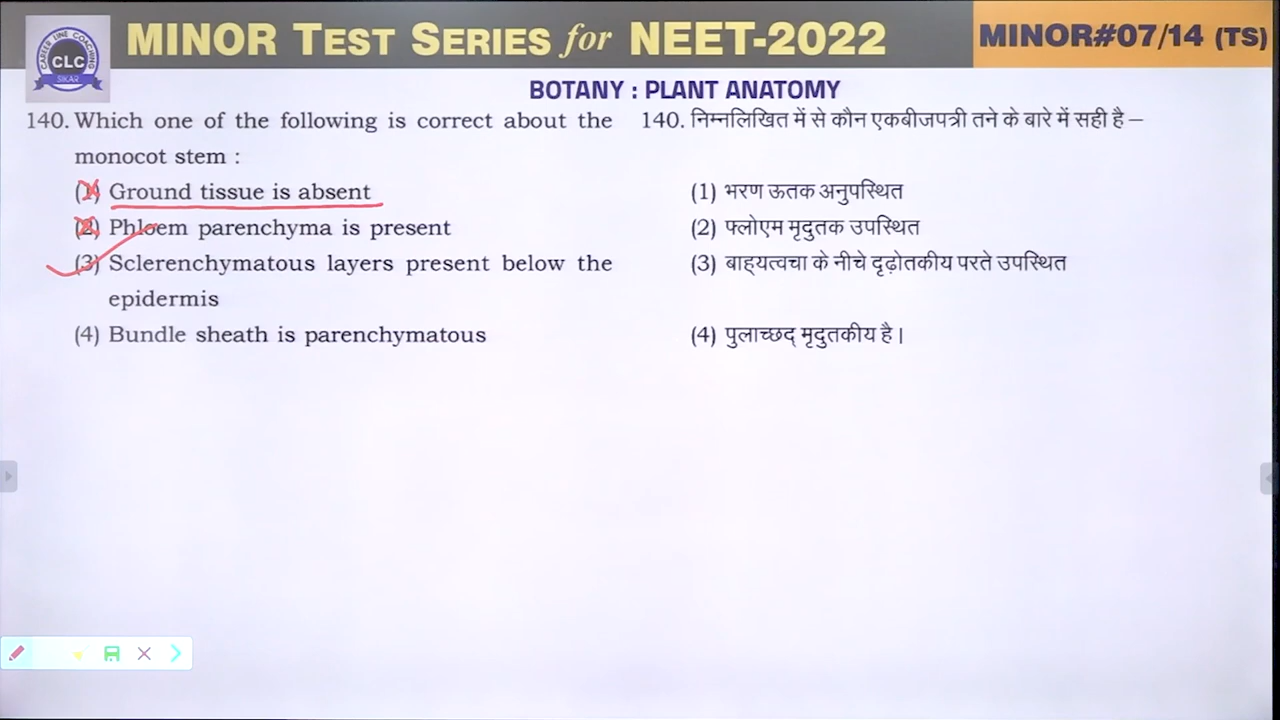 CAREER LINE COACHING
CLC
SIKAR
MINOR TEST SERIES for NEET-2022
MINOR#07/14 (TS)
BOTANY : PLANT ANATOMY
140. Which one of the following is correct about the
monocot stem :
(1) Ground tissue is absent
(2) Phloem parenchyma is present
(3) Sclerenchymatous layers present below the
epidermis
(4) Bundle sheath is parenchymatous
140. निम्नलिखित में से कौन एकबीजपत्री तने के बारे में सही है –
(1) भरण ऊतक अनुपस्थित
(2) फ्लोएम मृदुतक उपस्थित
(3) बाह्यत्वचा के नीचे दृढ़ोतकीय परते उपस्थित
(4) पुलाच्छद् मृदुतकीय है।